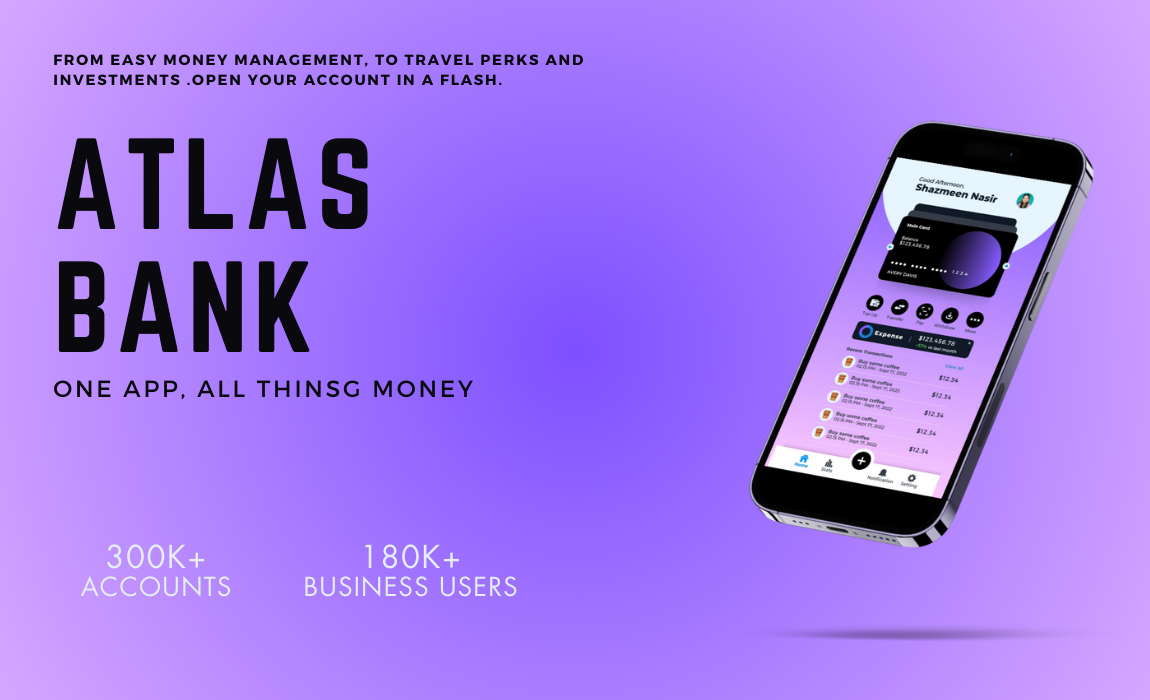 FROM EASY MONEY MANAGEMENT, TO TRAVEL PERKS AND
INVESTMENTS .OPEN YOUR ACCOUNT IN A FLASH.
ATLAS
BANK
ONE APP, ALL THINSG MONEY
300K+
ACCOUNTS
180K+
BUSINESS USERS
Good Afternoon,
Shazmeen Nasir
Main Card
Balance
$123,456.78
1234
AVERY DAVIS
Top Up
Transfer
Pay
Withdraw
More
Expense
$123,456.78
vs last month
Recent Transactions
View All
Buy some coffee
02.15 PM - Sept 17, 2022
$12.34
Buy some coffee
02.15 PM - Sept 17, 2022
$12.34
Buy some coffee
02.15 PM - Sept 17, 2022
$12.34
Buy some coffee
02.15 PM - Sept 17, 2022
$12.34
Buy some coffee
02.15 PM - Sept 17, 2022
$12.34
Home
Stats
Notification
Setting